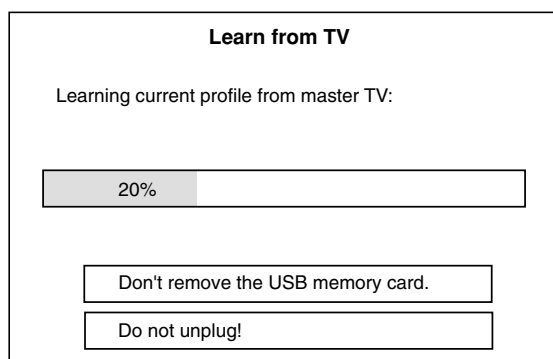 Learn from TV
Learning current profile from master TV:
20%
Don't remove the USB memory card.
Do not unplug!